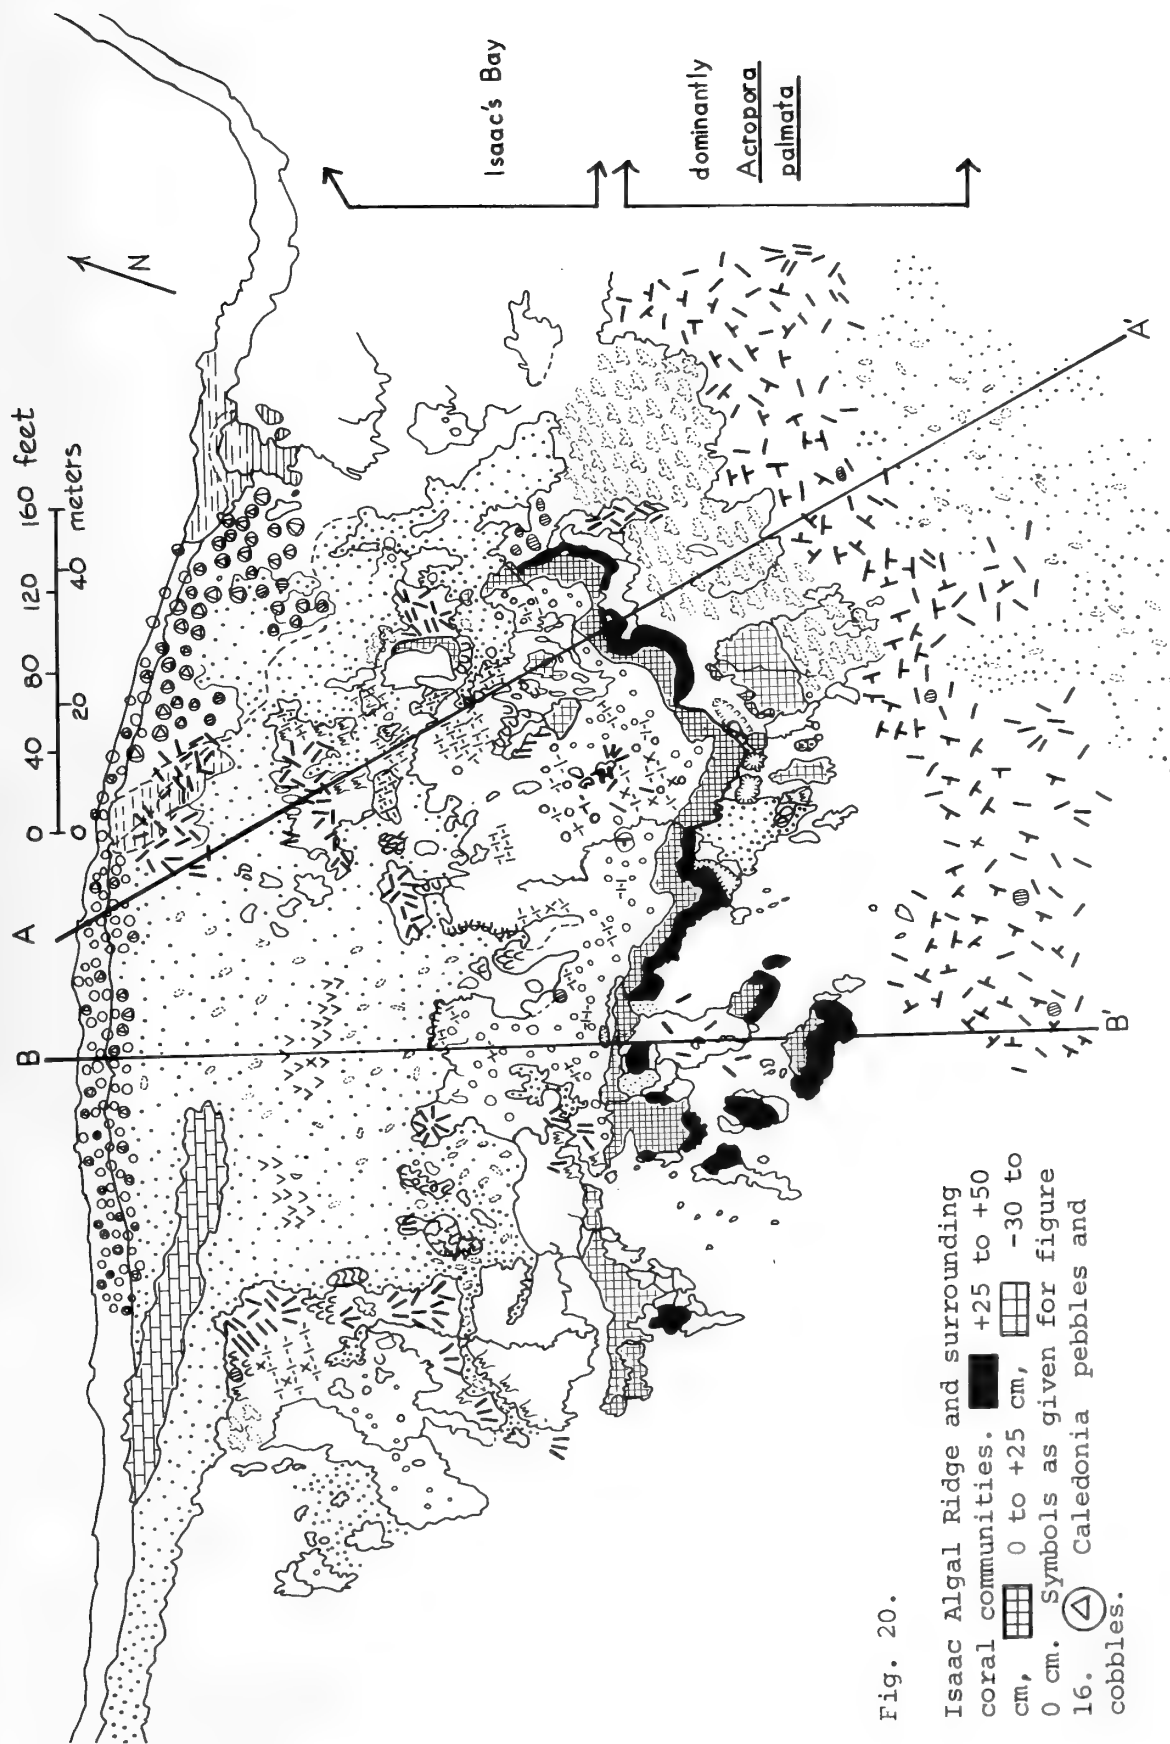 0 40 80 120 160 feet
0 20 40 meters
A
B
N
Isaac's Bay
dominantly
Acropora
palmata
A'
B'
Fig. 20.
Isaac Algal Ridge and surrounding
coral communities. +25 to +50
cm, 0 to +25 cm, -30 to
0 cm. Symbols as given for figure
16. Caledonia pebbles and
cobbles.